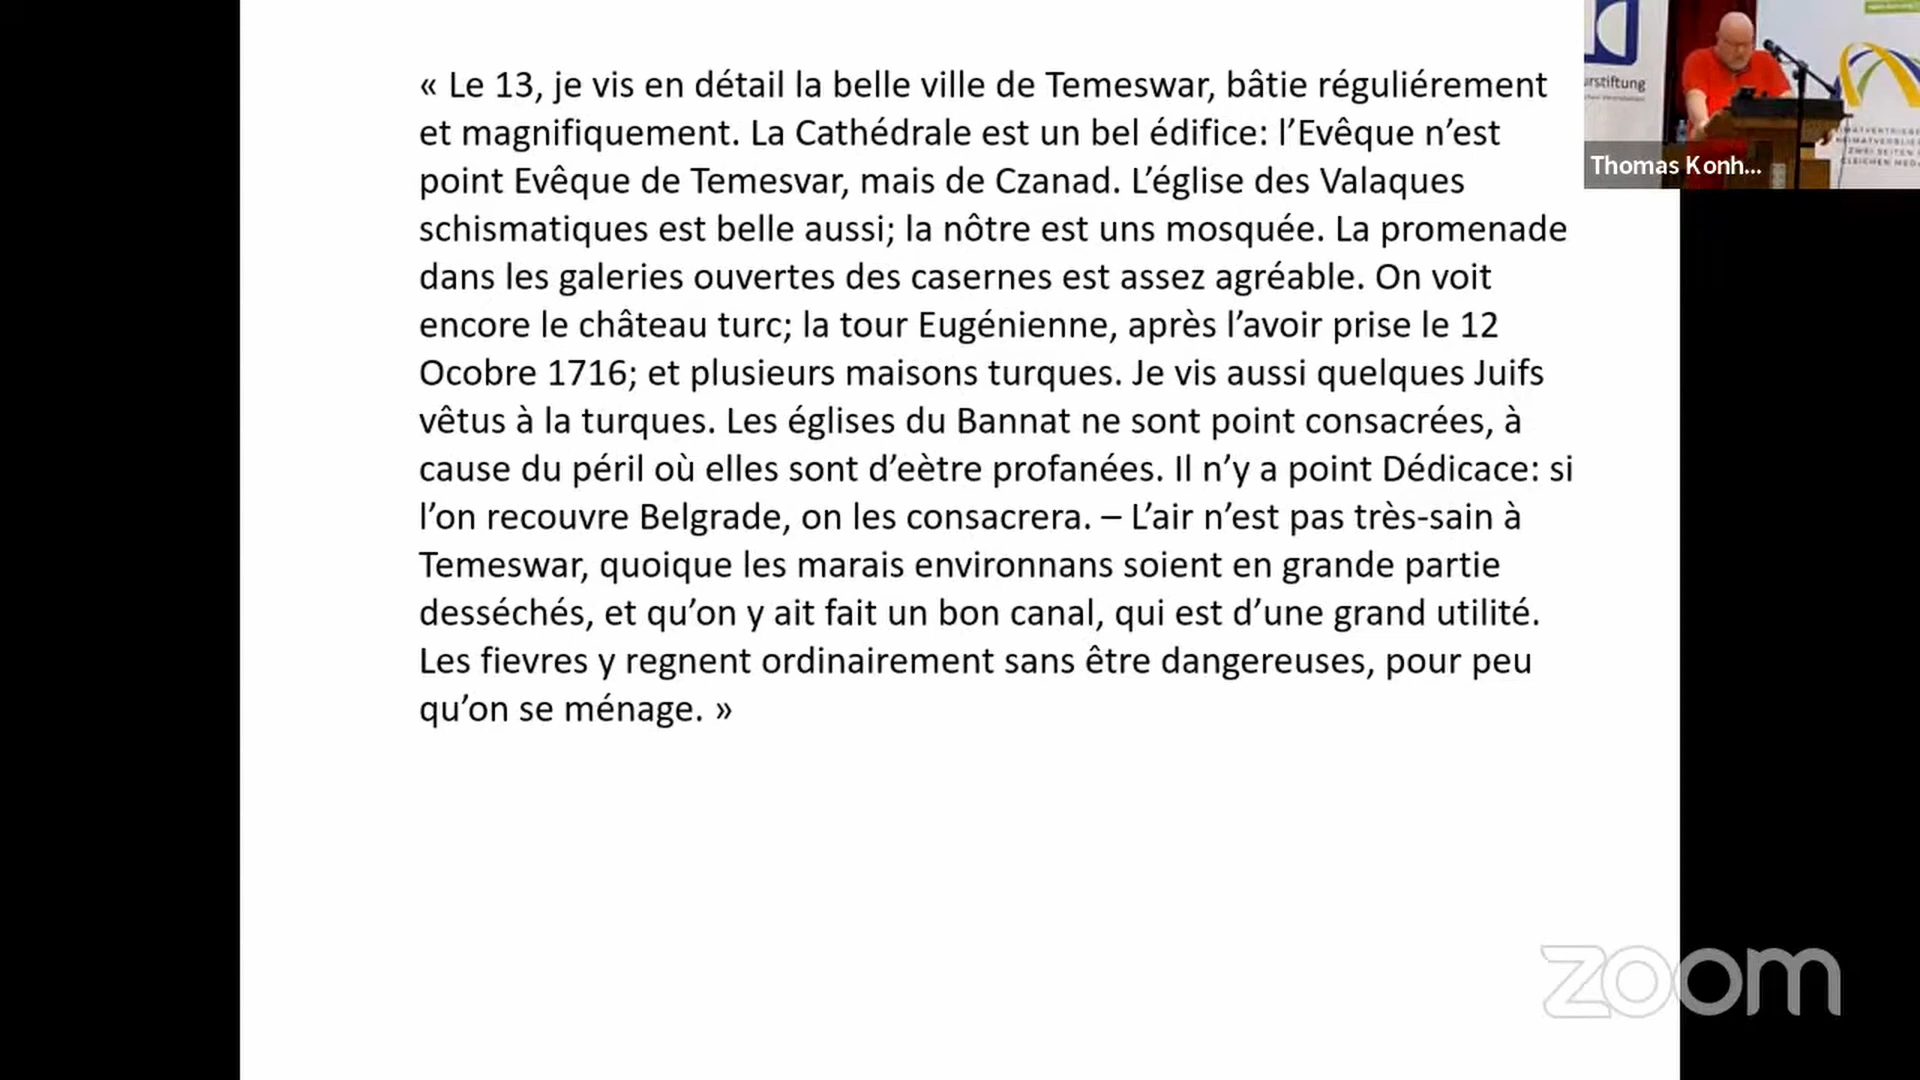 « Le 13, je vis en détail la belle ville de Temeswar, bâtie réguliérement
et magnifiquement. La Cathédrale est un bel édifice: l’Evêque n’est
point Evêque de Temesvar, mais de Czanad. L’église des Valaques
schismatiques est belle aussi; la nôtre est uns mosquée. La promenade
dans les galeries ouvertes des casernes est assez agréable. On voit
encore le château turc; la tour Eugénienne, après l’avoir prise le 12
Ocobre 1716; et plusieurs maisons turques. Je vis aussi quelques Juifs
vêtus à la turques. Les églises du Bannat ne sont point consacrées, à
cause du péril où elles sont d’eètre profanées. Il n’y a point Dédicace: si
l’on recouvre Belgrade, on les consacrera. – L’air n’est pas très-sain à
Temeswar, quoique les marais environnans soient en grande partie
desséchés, et qu’on y ait fait un bon canal, qui est d’une grand utilité.
Les fievres y regnent ordinairement sans être dangereuses, pour peu
qu’on se ménage. »
urstiftung
ZWEI SEITEN
Thomas Konh...
zoom